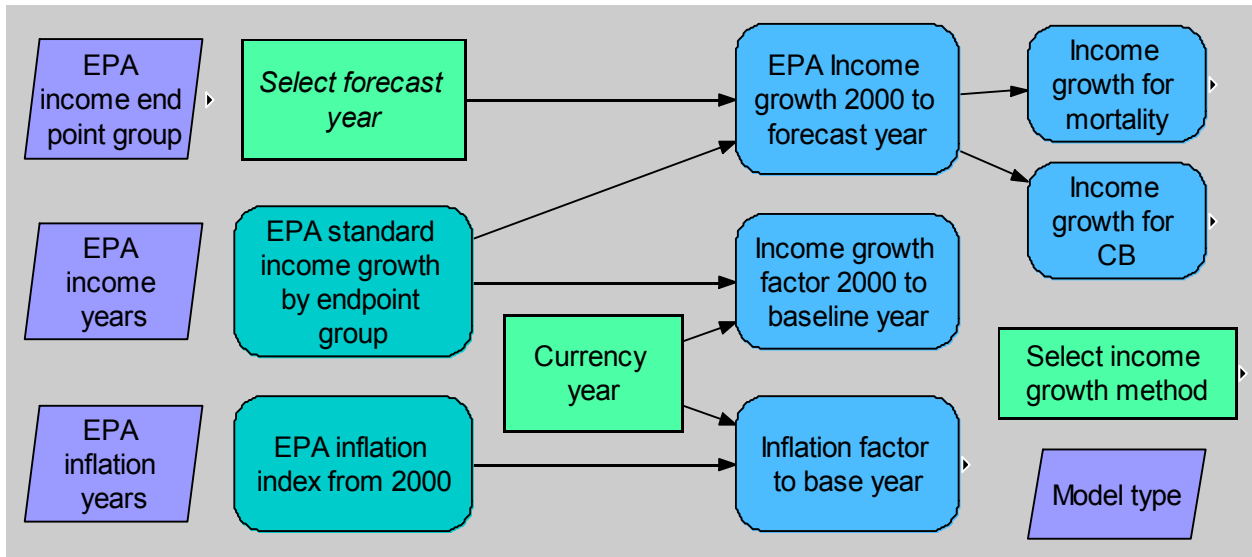 EPA
income end
point group
Select forecast
year
EPA Income
growth 2000 to
forecast year
Income
growth for
mortality
Income
growth for
CB
EPA
income
years
EPA standard
income growth
by endpoint
group
Income growth
factor 2000 to
baseline year
Currency
year
Select income
growth method
EPA
inflation
years
EPA inflation
index from 2000
Inflation factor
to base year
Model type